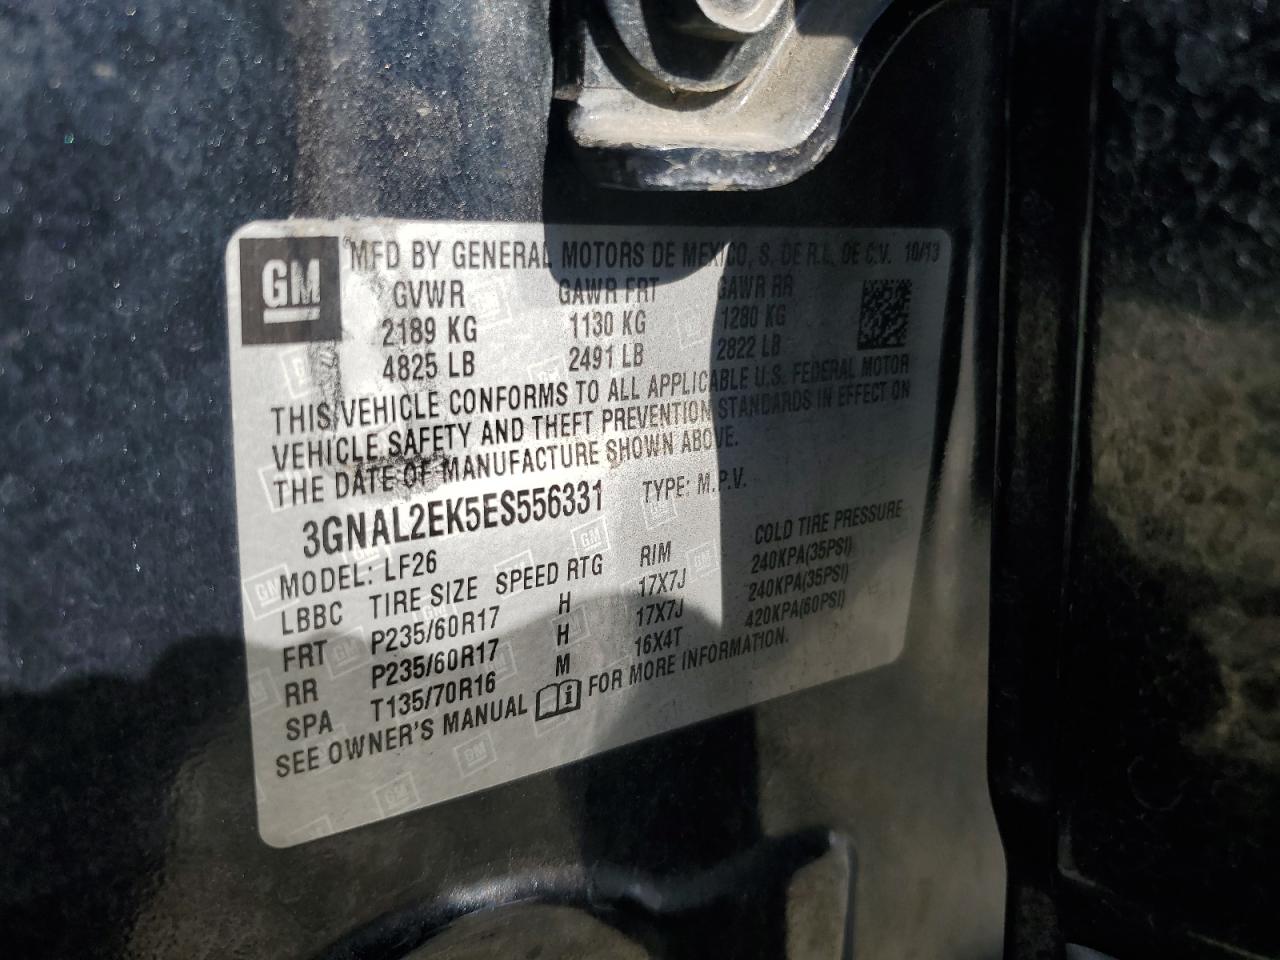 GM
MFD BY GENERAL MOTORS DE MEXICO, S. DE R.L. DE C.V. 10/13
GVWR GAWR FRT GAWR RR
2189 KG 1130 KG 1280 KG
4825 LB 2491 LB 2822 LB
THIS VEHICLE CONFORMS TO ALL APPLICABLE U.S. FEDERAL MOTOR
VEHICLE SAFETY AND THEFT PREVENTION STANDARDS IN EFFECT ON
THE DATE OF MANUFACTURE SHOWN ABOVE.
3GNAL2EK5ES556331 TYPE: M.P.V.
MODEL: LF26
LBBC TIRE SIZE SPEED RTG RIM COLD TIRE PRESSURE
FRT P235/60R17 H 17X7J 240KPA(35PSI)
RR P235/60R17 H 17X7J 240KPA(35PSI)
SPA T135/70R16 M 16X4T 420KPA(60PSI)
SEE OWNER'S MANUAL FOR MORE INFORMATION.